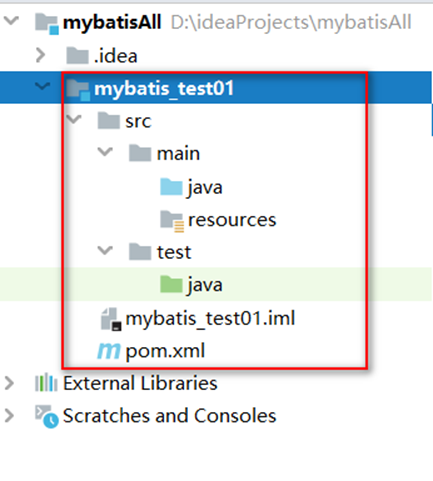 mybatisAll D:\ideaProjects\mybatisAll
.idea
mybatis_test01
src
main
java
resources
test
java
mybatis_test01.iml
pom.xml
External Libraries
Scratches and Consoles